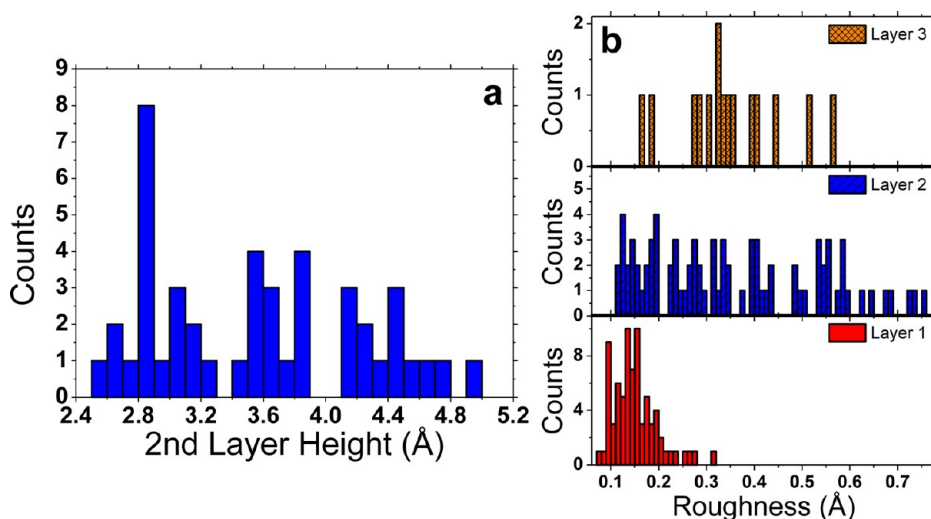 a
9
8
7
6
5
4
3
2
1
0
Counts
2.4 2.8 3.2 3.6 4.0 4.4 4.8 5.2
2nd Layer Height (Å)
b
Layer 3
2
1
0
Counts
Layer 2
5
4
3
2
1
0
Counts
Layer 1
8
4
0
Counts
0.1 0.2 0.3 0.4 0.5 0.6 0.7
Roughness (Å)